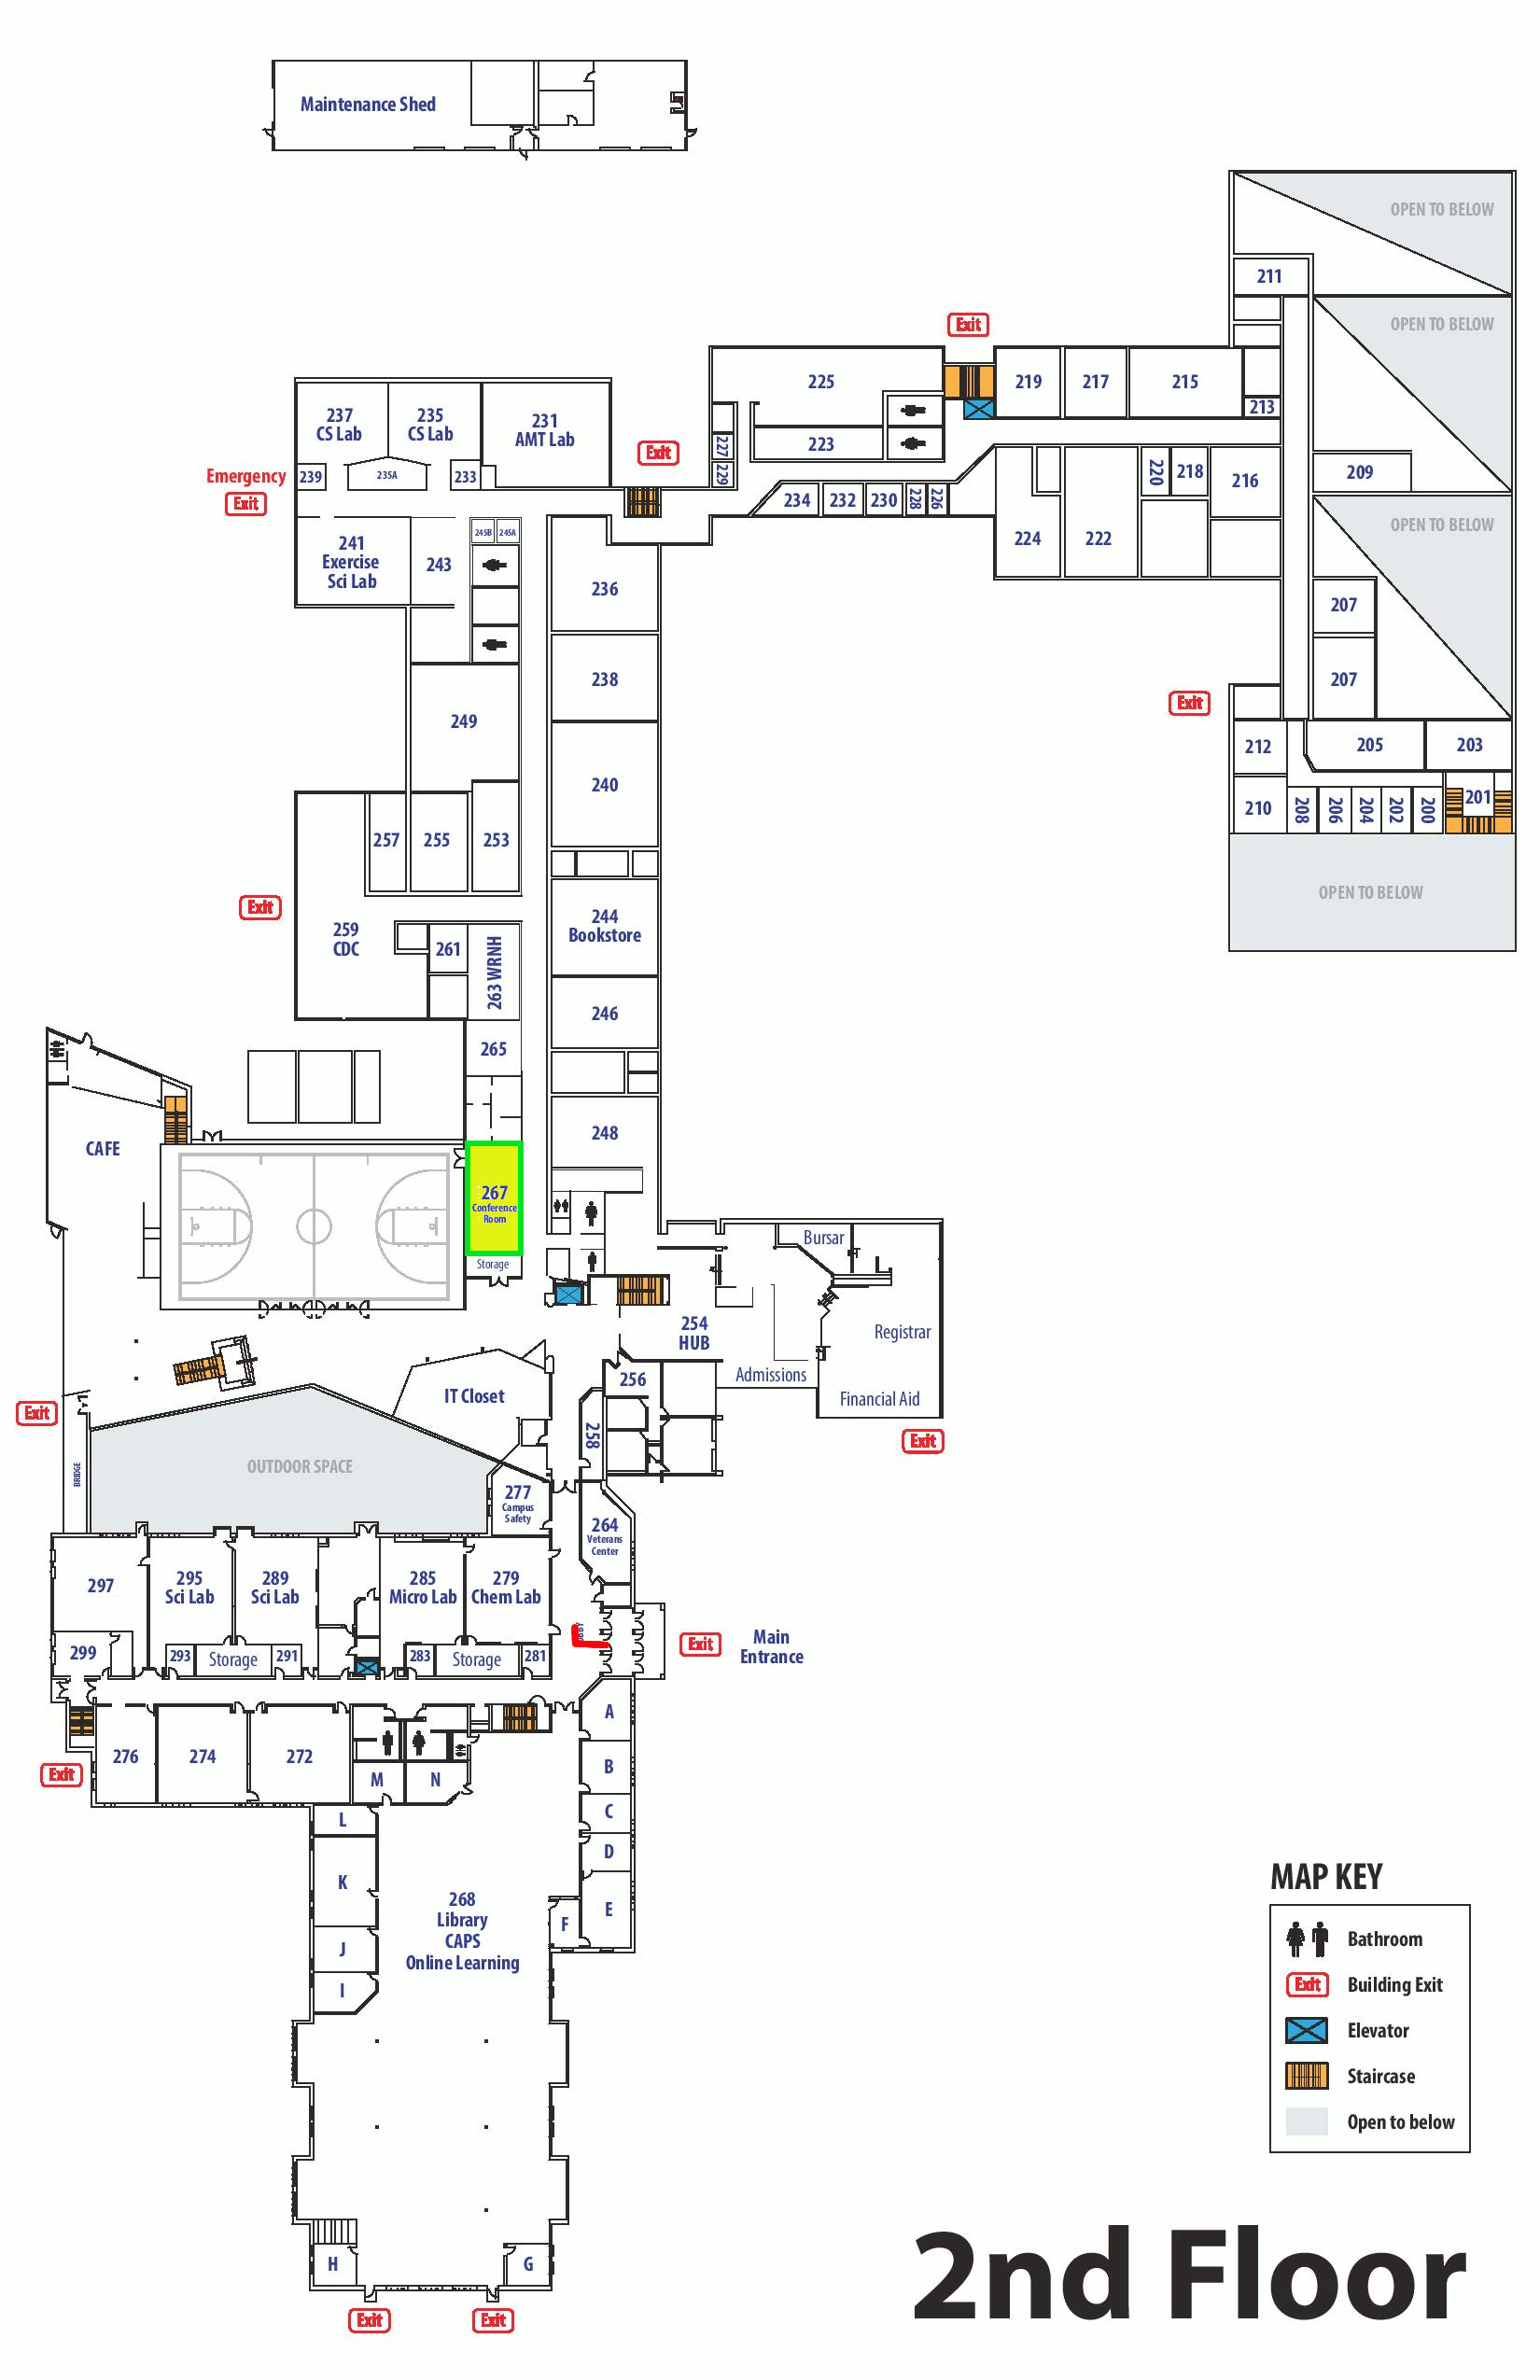 Maintenance Shed
OPEN TO BELOW
211
OPEN TO BELOW
Exit
225
219
217
215
213
237
CS Lab
235
CS Lab
231
AMT Lab
Exit
227
223
229
Emergency
Exit
239
235A
233
234
232
230
228
226
220
218
216
209
OPEN TO BELOW
241
Exercise
Sci Lab
243
245B
245A
224
222
236
207
238
207
Exit
249
212
205
203
240
210
208
206
204
202
200
201
257
255
253
OPEN TO BELOW
Exit
259
CDC
261
263 WRNH
244
Bookstore
246
265
CAFE
248
267
Conference
Room
Storage
Bursar
254
HUB
Registrar
Admissions
Financial Aid
256
IT Closet
Exit
258
Exit
OUTDOOR SPACE
BRIDGE
277
Campus
Safety
264
Veterans
Center
297
295
Sci Lab
289
Sci Lab
285
Micro Lab
279
Chem Lab
299
293
Storage
291
283
Storage
281
Exit
Main
Entrance
276
274
272
M
N
A
B
C
D
E
F
Exit
L
K
J
I
268
Library
CAPS
Online Learning
H
G
Exit
Exit
MAP KEY
Bathroom
Exit
Building Exit
Elevator
Staircase
Open to below
2nd Floor